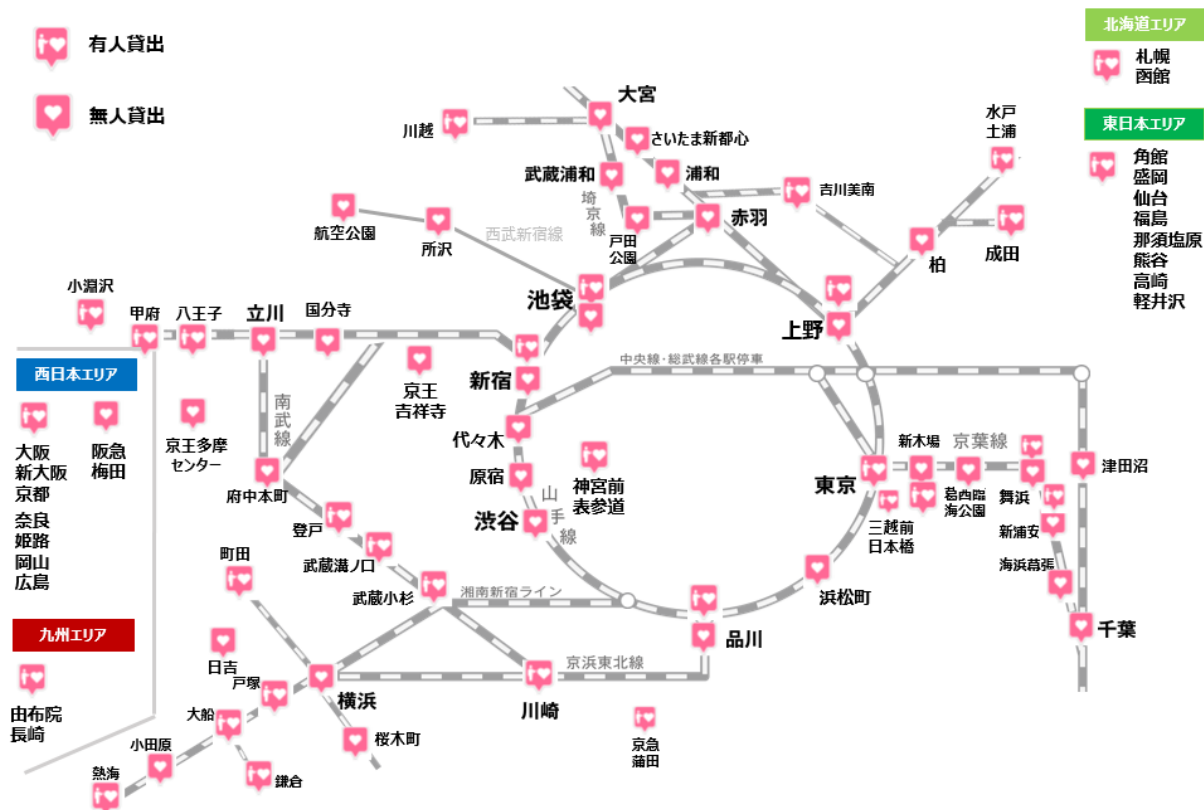 有人貸出
無人貸出
北海道エリア
札幌
函館
東日本エリア
角館
盛岡
仙台
福島
那須塩原
熊谷
高崎
軽井沢
大宮
川越
さいたま新都心
武蔵浦和
浦和
埼京線
吉川美南
水戸
土浦
航空公園
所沢
西武新宿線
戸田
公園
赤羽
柏
成田
池袋
上野
小淵沢
甲府
八王子
立川
国分寺
新宿
京王
吉祥寺
中央線・総武線各駅停車
西日本エリア
大阪
新大阪
京都
奈良
姫路
岡山
広島
阪急
梅田
京王多摩
センター
南武線
府中本町
代々木
原宿
渋谷
山手線
神宮前
表参道
東京
新木場
京葉線
葛西臨
海公園
舞浜
津田沼
三越前
日本橋
新浦安
海浜幕張
千葉
登戸
武蔵溝ノ口
武蔵小杉
湘南新宿ライン
浜松町
品川
町田
九州エリア
由布院
長崎
日吉
戸塚
横浜
京浜東北線
川崎
大船
桜木町
京急
蒲田
小田原
鎌倉
熱海